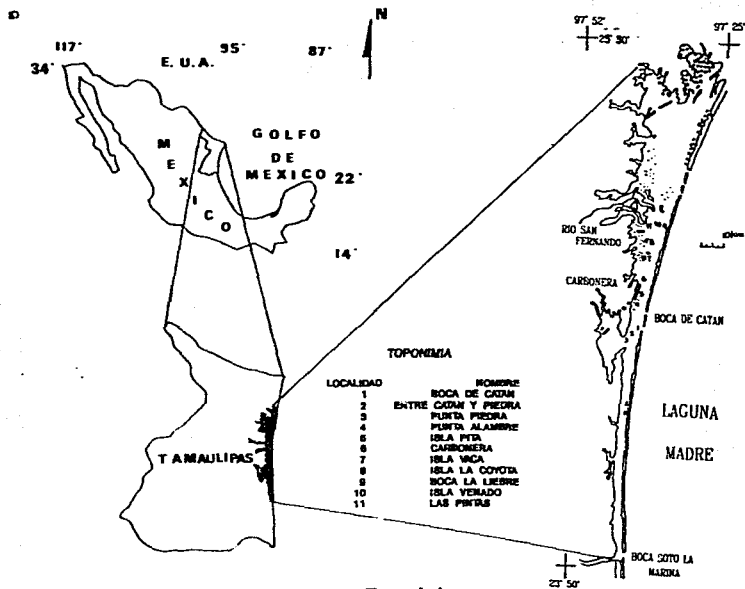 N
117°
95°
87°
34°
E. U. A.
GOLFO
DE
MEXICO
MEXICO
22°
14°
TAMAULIPAS
TOPONIMIA
LOCALIDAD NOMBRE
1 BOCA DE CATAN
2 ENTRE CATAN Y PIEDRA
3 PUNTA PIEDRA
4 PUNTA ALAMBRE
5 ISLA PITA
6 CARBONERA
7 ISLA VACA
8 ISLA LA COYOTA
9 BOCA LA LIEBRE
10 ISLA VENADO
11 LAS PINTAS
97° 52'
25° 30'
97° 25'
RIO SAN
FERNANDO
10 km
CARBONERA
BOCA DE CATAN
LAGUNA
MADRE
BOCA SOTO LA
MARINA
23° 50'